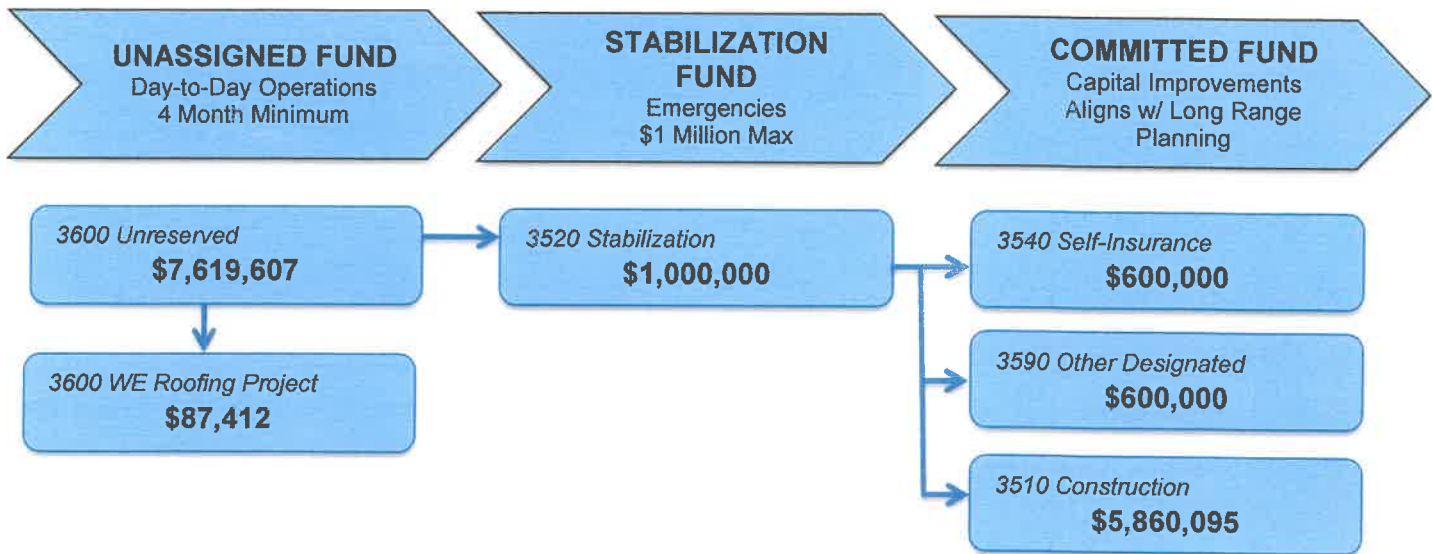 UNASSIGNED FUND
Day-to-Day Operations
4 Month Minimum
STABILIZATION
FUND
Emergencies
$1 Million Max
COMMITTED FUND
Capital Improvements
Aligns w/ Long Range
Planning
3600 Unreserved
$7,619,607
3600 WE Roofing Project
$87,412
3520 Stabilization
$1,000,000
3540 Self-Insurance
$600,000
3590 Other Designated
$600,000
3510 Construction
$5,860,095